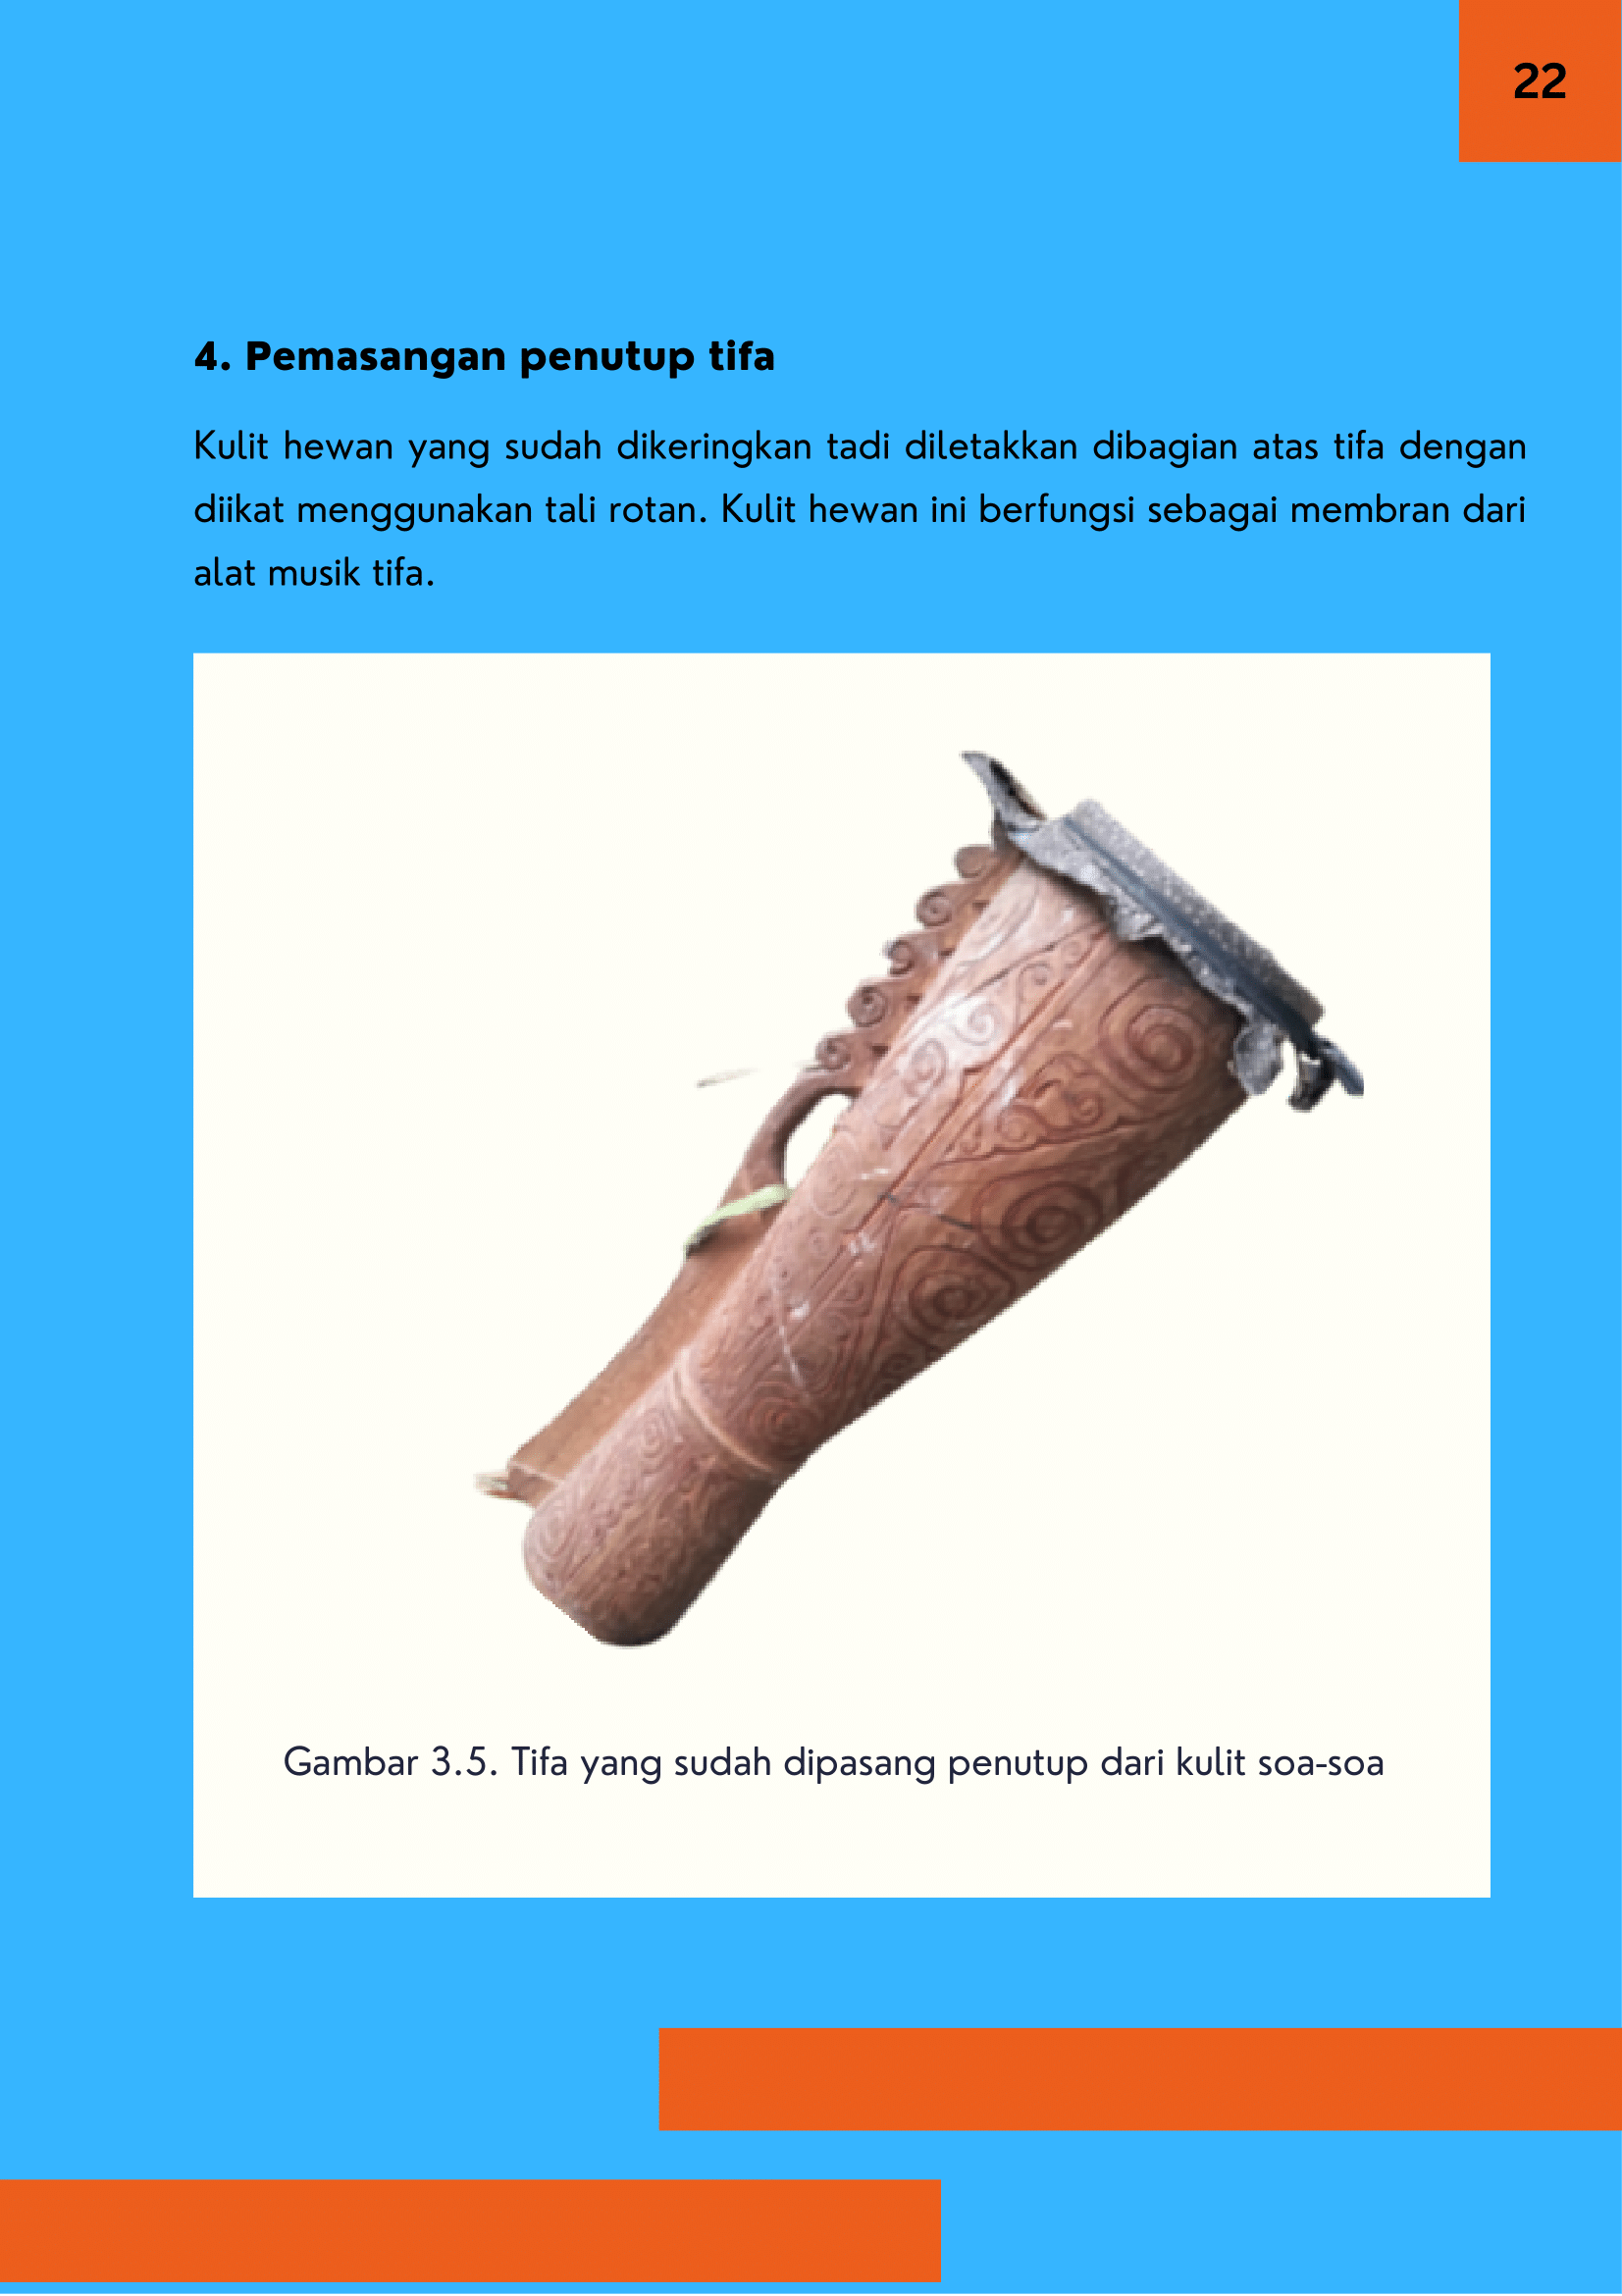 22
4. Pemasangan penutup tifa
Kulit hewan yang sudah dikeringkan tadi diletakkan dibagian atas tifa dengan
diikat menggunakan tali rotan. Kulit hewan ini berfungsi sebagai membran dari
alat musik tifa.
Gambar 3.5. Tifa yang sudah dipasang penutup dari kulit soa-soa